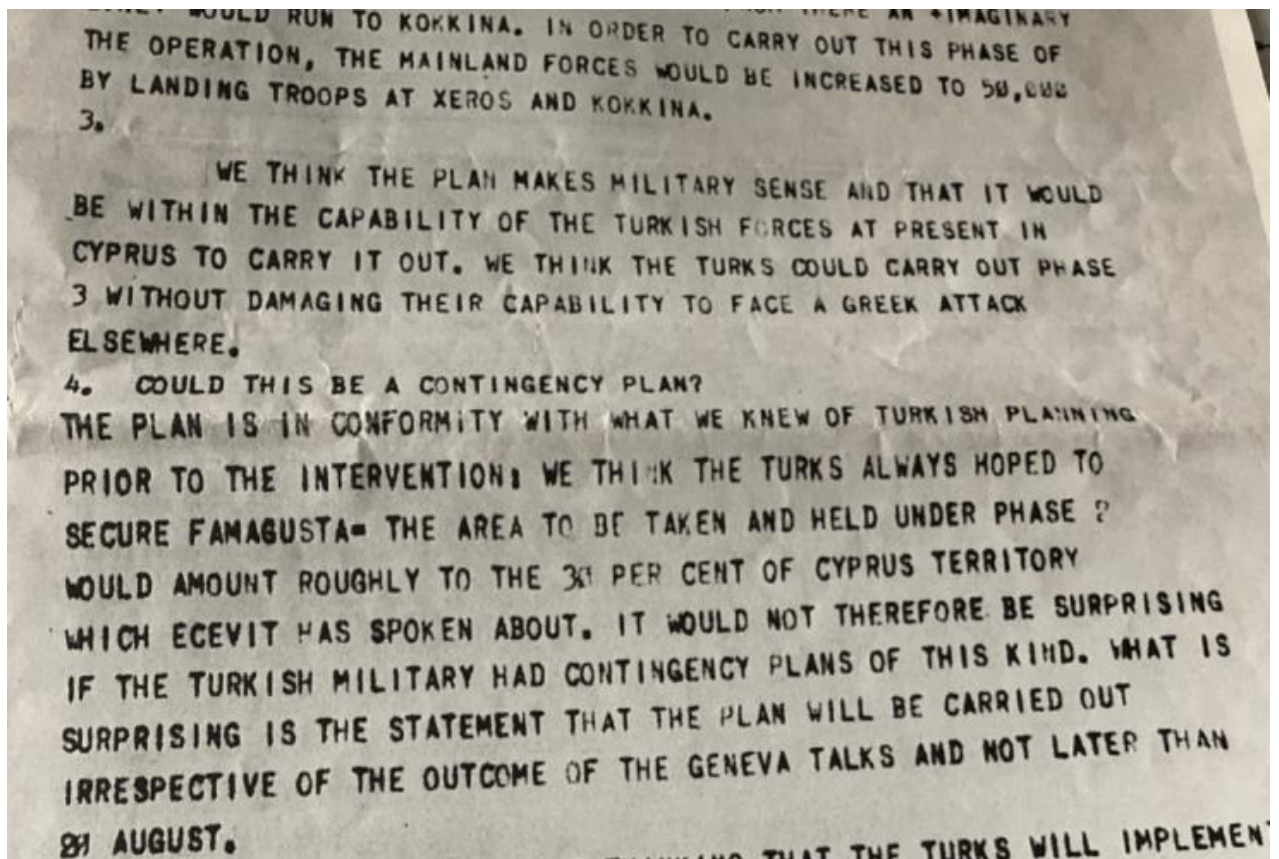 WOULD RUN TO KOKKINA. IN ORDER TO CARRY OUT THIS PHASE OF
THERE AN +IMAGINARY
THE OPERATION, THE MAINLAND FORCES WOULD BE INCREASED TO 50,000
BY LANDING TROOPS AT XEROS AND KOKKINA.
3.
WE THINK THE PLAN MAKES MILITARY SENSE AND THAT IT WOULD
BE WITHIN THE CAPABILITY OF THE TURKISH FORCES AT PRESENT IN
CYPRUS TO CARRY IT OUT. WE THINK THE TURKS COULD CARRY OUT PHASE
3 WITHOUT DAMAGING THEIR CAPABILITY TO FACE A GREEK ATTACK
ELSEWHERE.
4. COULD THIS BE A CONTINGENCY PLAN?
THE PLAN IS IN CONFORMITY WITH WHAT WE KNEW OF TURKISH PLANNING
PRIOR TO THE INTERVENTION: WE THINK THE TURKS ALWAYS HOPED TO
SECURE FAMAGUSTA= THE AREA TO BE TAKEN AND HELD UNDER PHASE ?
WOULD AMOUNT ROUGHLY TO THE PER CENT OF CYPRUS TERRITORY
WHICH ECEVIT HAS SPOKEN ABOUT. IT WOULD NOT THEREFORE BE SURPRISING
IF THE TURKISH MILITARY HAD CONTINGENCY PLANS OF THIS KIND. WHAT IS
SURPRISING IS THE STATEMENT THAT THE PLAN WILL BE CARRIED OUT
IRRESPECTIVE OF THE OUTCOME OF THE GENEVA TALKS AND NOT LATER THAN
AUGUST.
THAT THE TURKS WILL IMPLEMENT